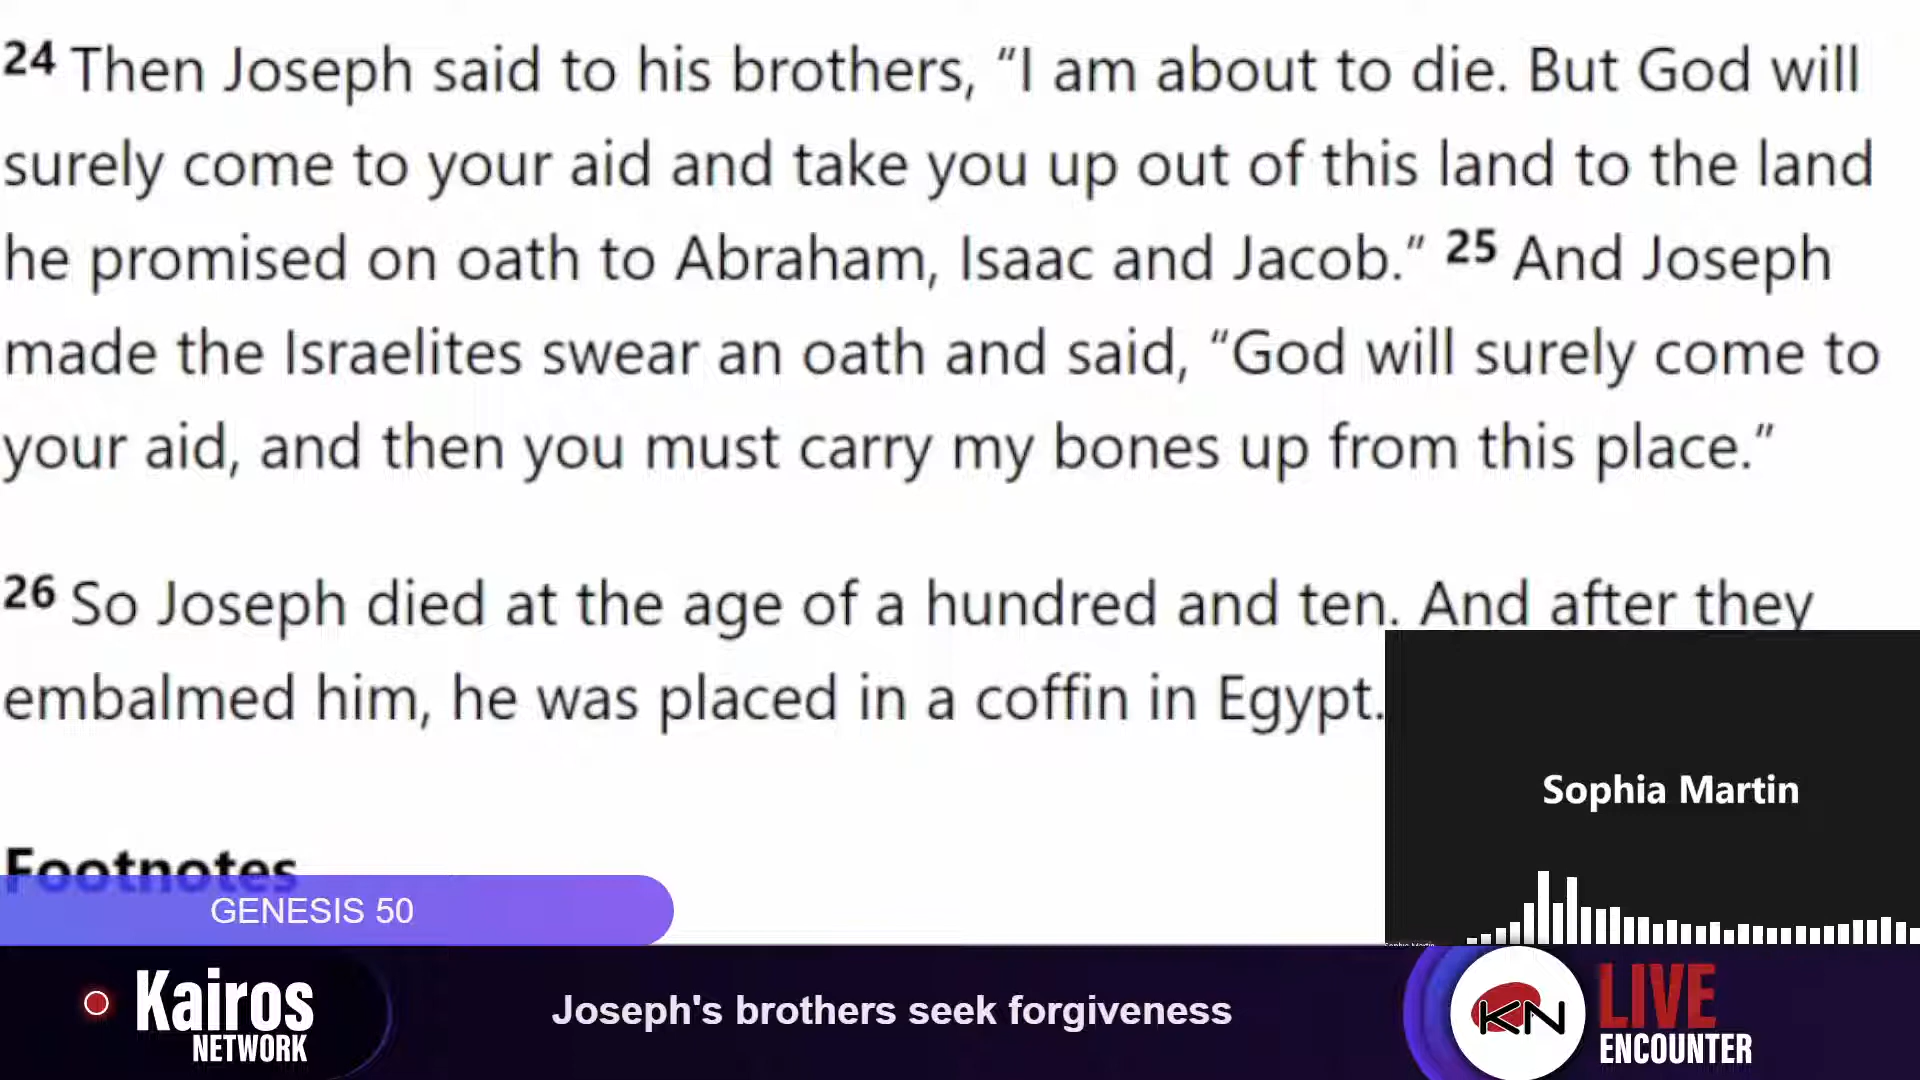 24 Then Joseph said to his brothers, “I am about to die. But God will
surely come to your aid and take you up out of this land to the land
he promised on oath to Abraham, Isaac and Jacob.” 25 And Joseph
made the Israelites swear an oath and said, “God will surely come to
your aid, and then you must carry my bones up from this place.”
26 So Joseph died at the age of a hundred and ten. And after they
embalmed him, he was placed in a coffin in Egypt.
Sophia Martin
Footnotes
GENESIS 50
Sophia Martin
Kairos
NETWORK
Joseph's brothers seek forgiveness
KN
LIVE
ENCOUNTER